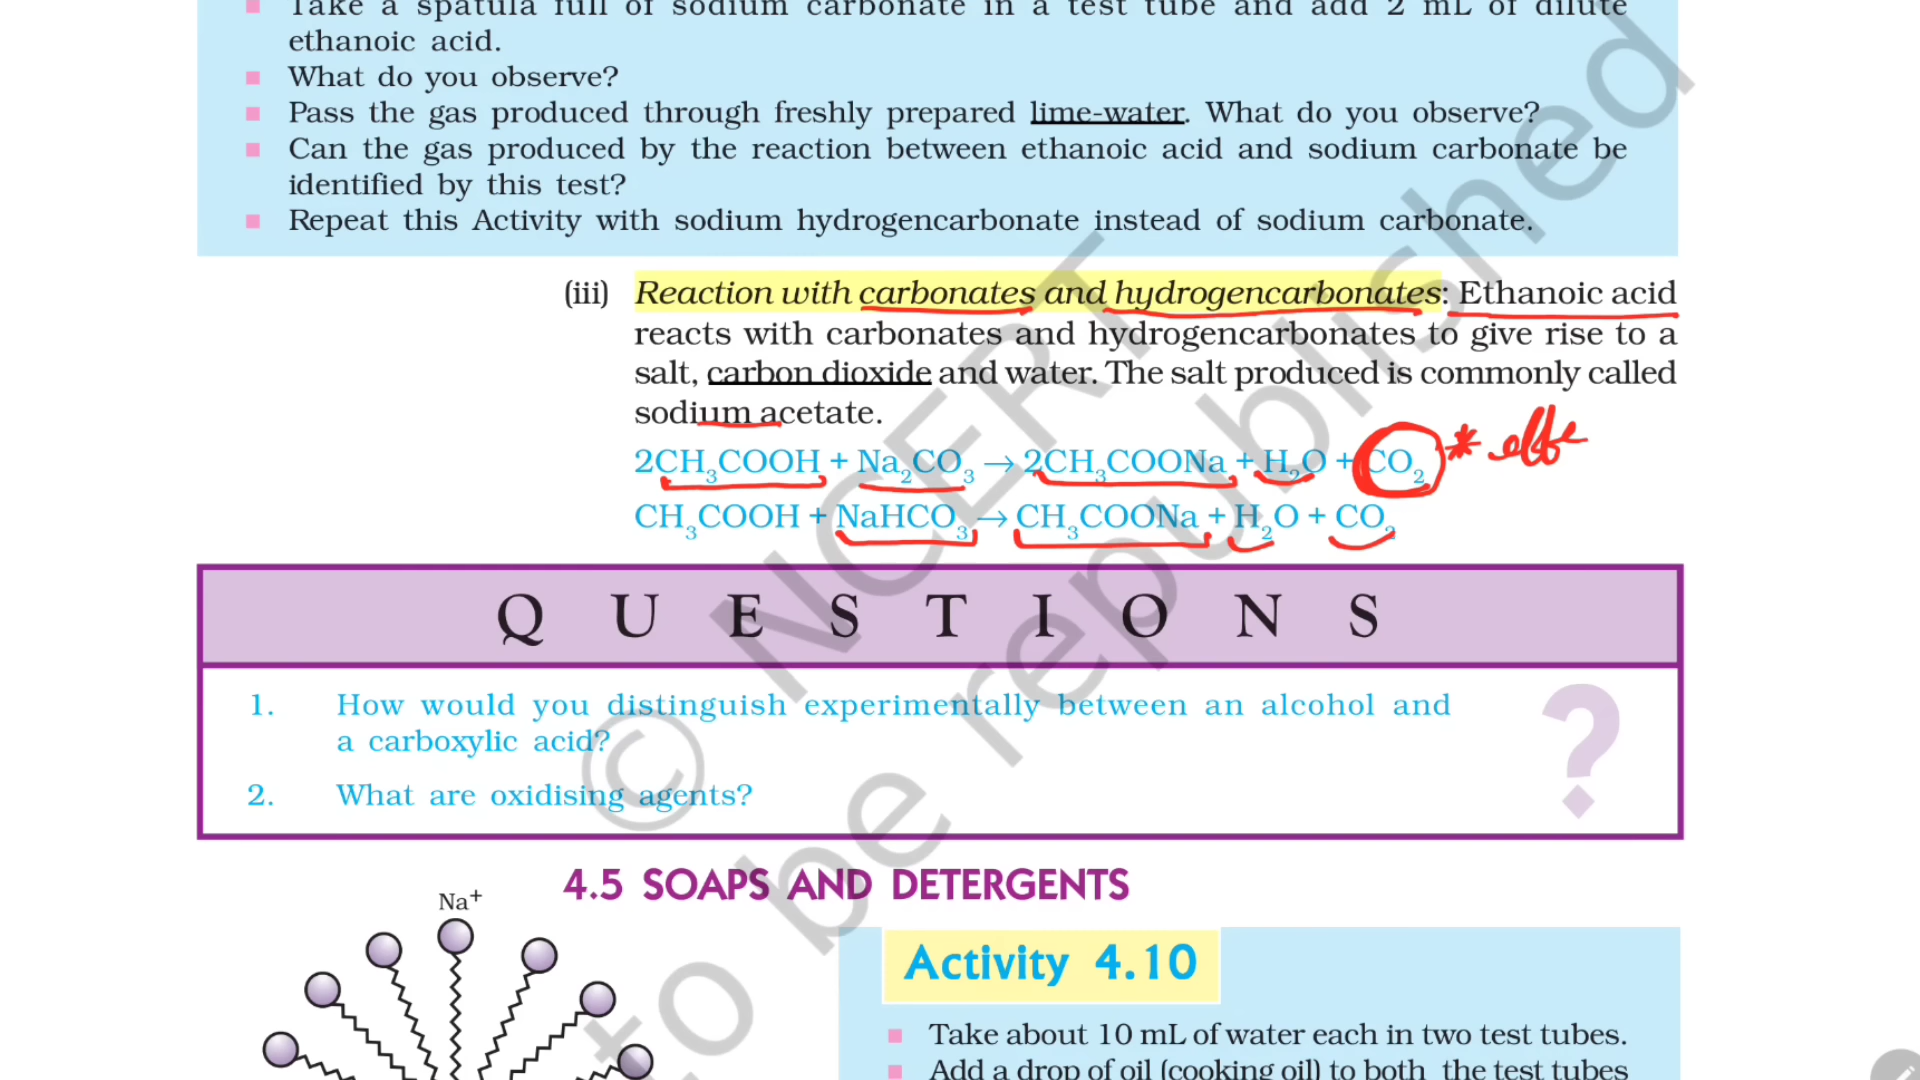 Take a spatula full of sodium carbonate in a test tube and add 2 mL of dilute
ethanoic acid.
What do you observe?
Pass the gas produced through freshly prepared lime-water. What do you observe?
Can the gas produced by the reaction between ethanoic acid and sodium carbonate be
identified by this test?
Repeat this Activity with sodium hydrogencarbonate instead of sodium carbonate.
(iii) Reaction with carbonates and hydrogencarbonates: Ethanoic acid
reacts with carbonates and hydrogencarbonates to give rise to a
salt, carbon dioxide and water. The salt produced is commonly called
sodium acetate.
2CH₃COOH + Na₂CO₃ → 2CH₃COONa + H₂O + CO₂ * effe
CH₃COOH + NaHCO₃ → CH₃COONa + H₂O + CO₂
QUESTIONS
1. How would you distinguish experimentally between an alcohol and
a carboxylic acid?
2. What are oxidising agents?
?
4.5 SOAPS AND DETERGENTS
Na⁺
Activity 4.10
Take about 10 mL of water each in two test tubes.
Add a drop of oil (cooking oil) to both the test tubes
© NCERT
to be republished